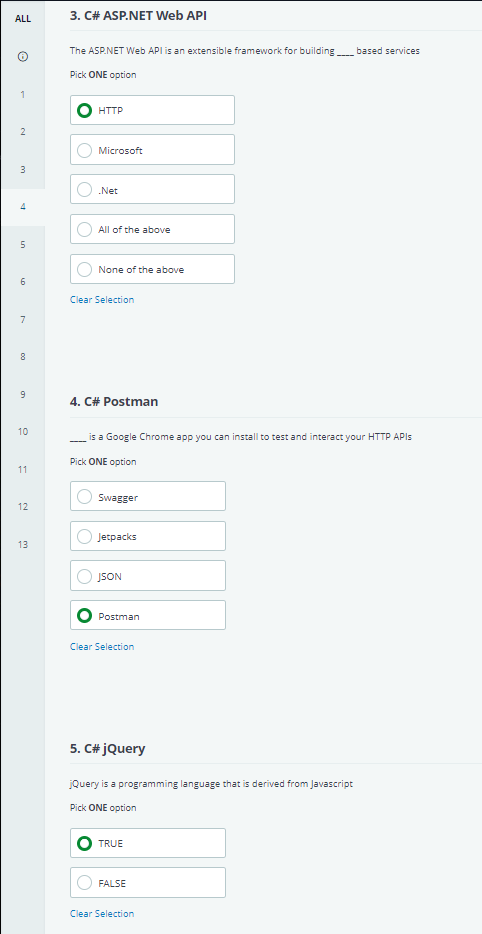 ALL
1
2
3
4
5
6
7
8
9
10
11
12
13
3. C# ASP.NET Web API
The ASP.NET Web API is an extensible framework for building ____ based services
Pick ONE option
HTTP
Microsoft
.Net
All of the above
None of the above
Clear Selection
4. C# Postman
____ is a Google Chrome app you can install to test and interact your HTTP APIs
Pick ONE option
Swagger
Jetpacks
JSON
Postman
Clear Selection
5. C# jQuery
jQuery is a programming language that is derived from Javascript
Pick ONE option
TRUE
FALSE
Clear Selection